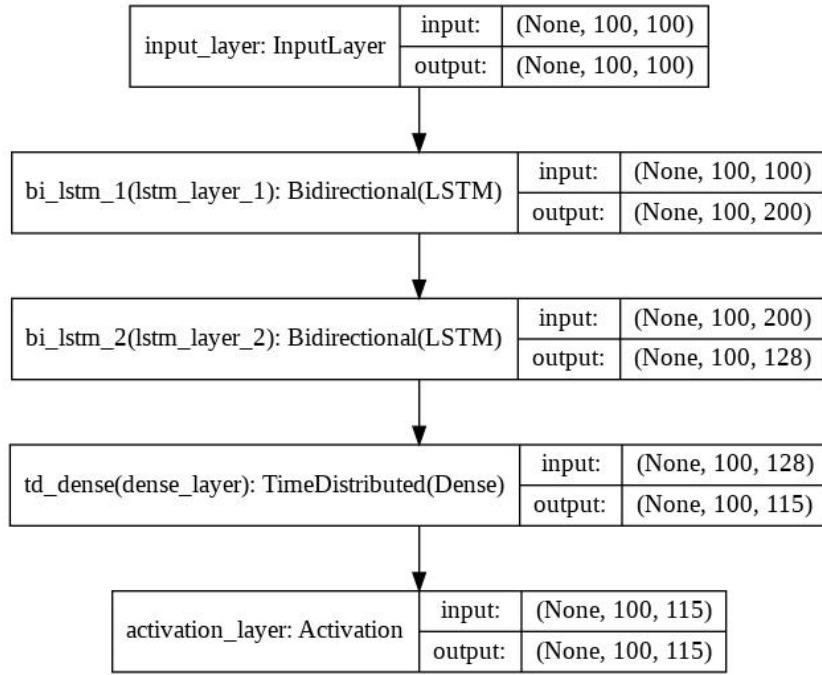 input_layer: InputLayer
input: (None, 100, 100)
output: (None, 100, 100)
bi_lstm_1(lstm_layer_1): Bidirectional(LSTM)
input: (None, 100, 100)
output: (None, 100, 200)
bi_lstm_2(lstm_layer_2): Bidirectional(LSTM)
input: (None, 100, 200)
output: (None, 100, 128)
td_dense(dense_layer): TimeDistributed(Dense)
input: (None, 100, 128)
output: (None, 100, 115)
activation_layer: Activation
input: (None, 100, 115)
output: (None, 100, 115)